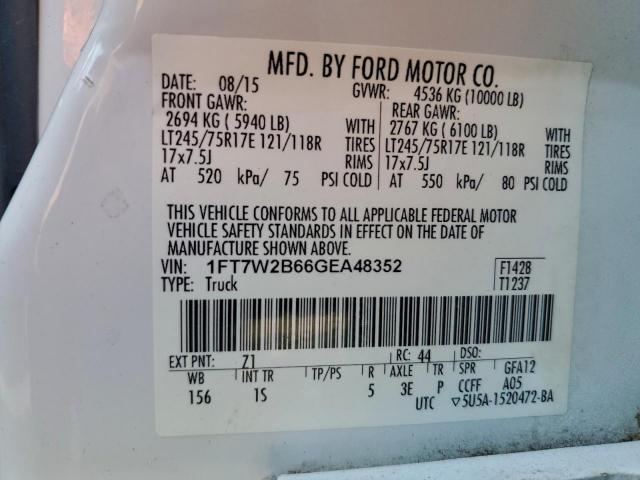 MFD. BY FORD MOTOR CO.
DATE: 08/15 GVWR: 4536 KG (10000 LB)
FRONT GAWR: REAR GAWR:
2694 KG ( 5940 LB) WITH 2767 KG ( 6100 LB) WITH
LT245/75R17E 121/118R TIRES LT245/75R17E 121/118R TIRES
17x7.5J RIMS 17x7.5J RIMS
AT 520 kPa/ 75 PSI COLD AT 550 kPa/ 80 PSI COLD
THIS VEHICLE CONFORMS TO ALL APPLICABLE FEDERAL MOTOR
VEHICLE SAFETY STANDARDS IN EFFECT ON THE DATE OF
MANUFACTURE SHOWN ABOVE.
VIN: 1FT7W2B66GEA48352 F1428
TYPE: Truck T1237
EXT PNT: Z1 RC: 44 DSO:
WB INT TR TP/PS R AXLE TR SPR GFA12
156 1S 5 3E P CCFF A05
UTC ▽5U5A-1520472-BA